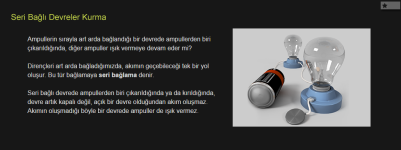 Seri Bağlı Devreler Kurma
Ampullerin sırayla art arda bağlandığı bir devrede ampullerden biri
çıkarıldığında, diğer ampuller ışık vermeye devam eder mi?
Dirençleri art arda bağladığımızda, akımın geçebileceği tek bir yol
oluşur. Bu tür bağlamaya seri bağlama denir.
Seri bağlı devrede ampullerden biri çıkarıldığında ya da kırıldığında,
devre artık kapalı değil, açık bir devre olduğundan akım oluşmaz.
Akımın oluşmadığı böyle bir devrede ampuller de ışık vermez.